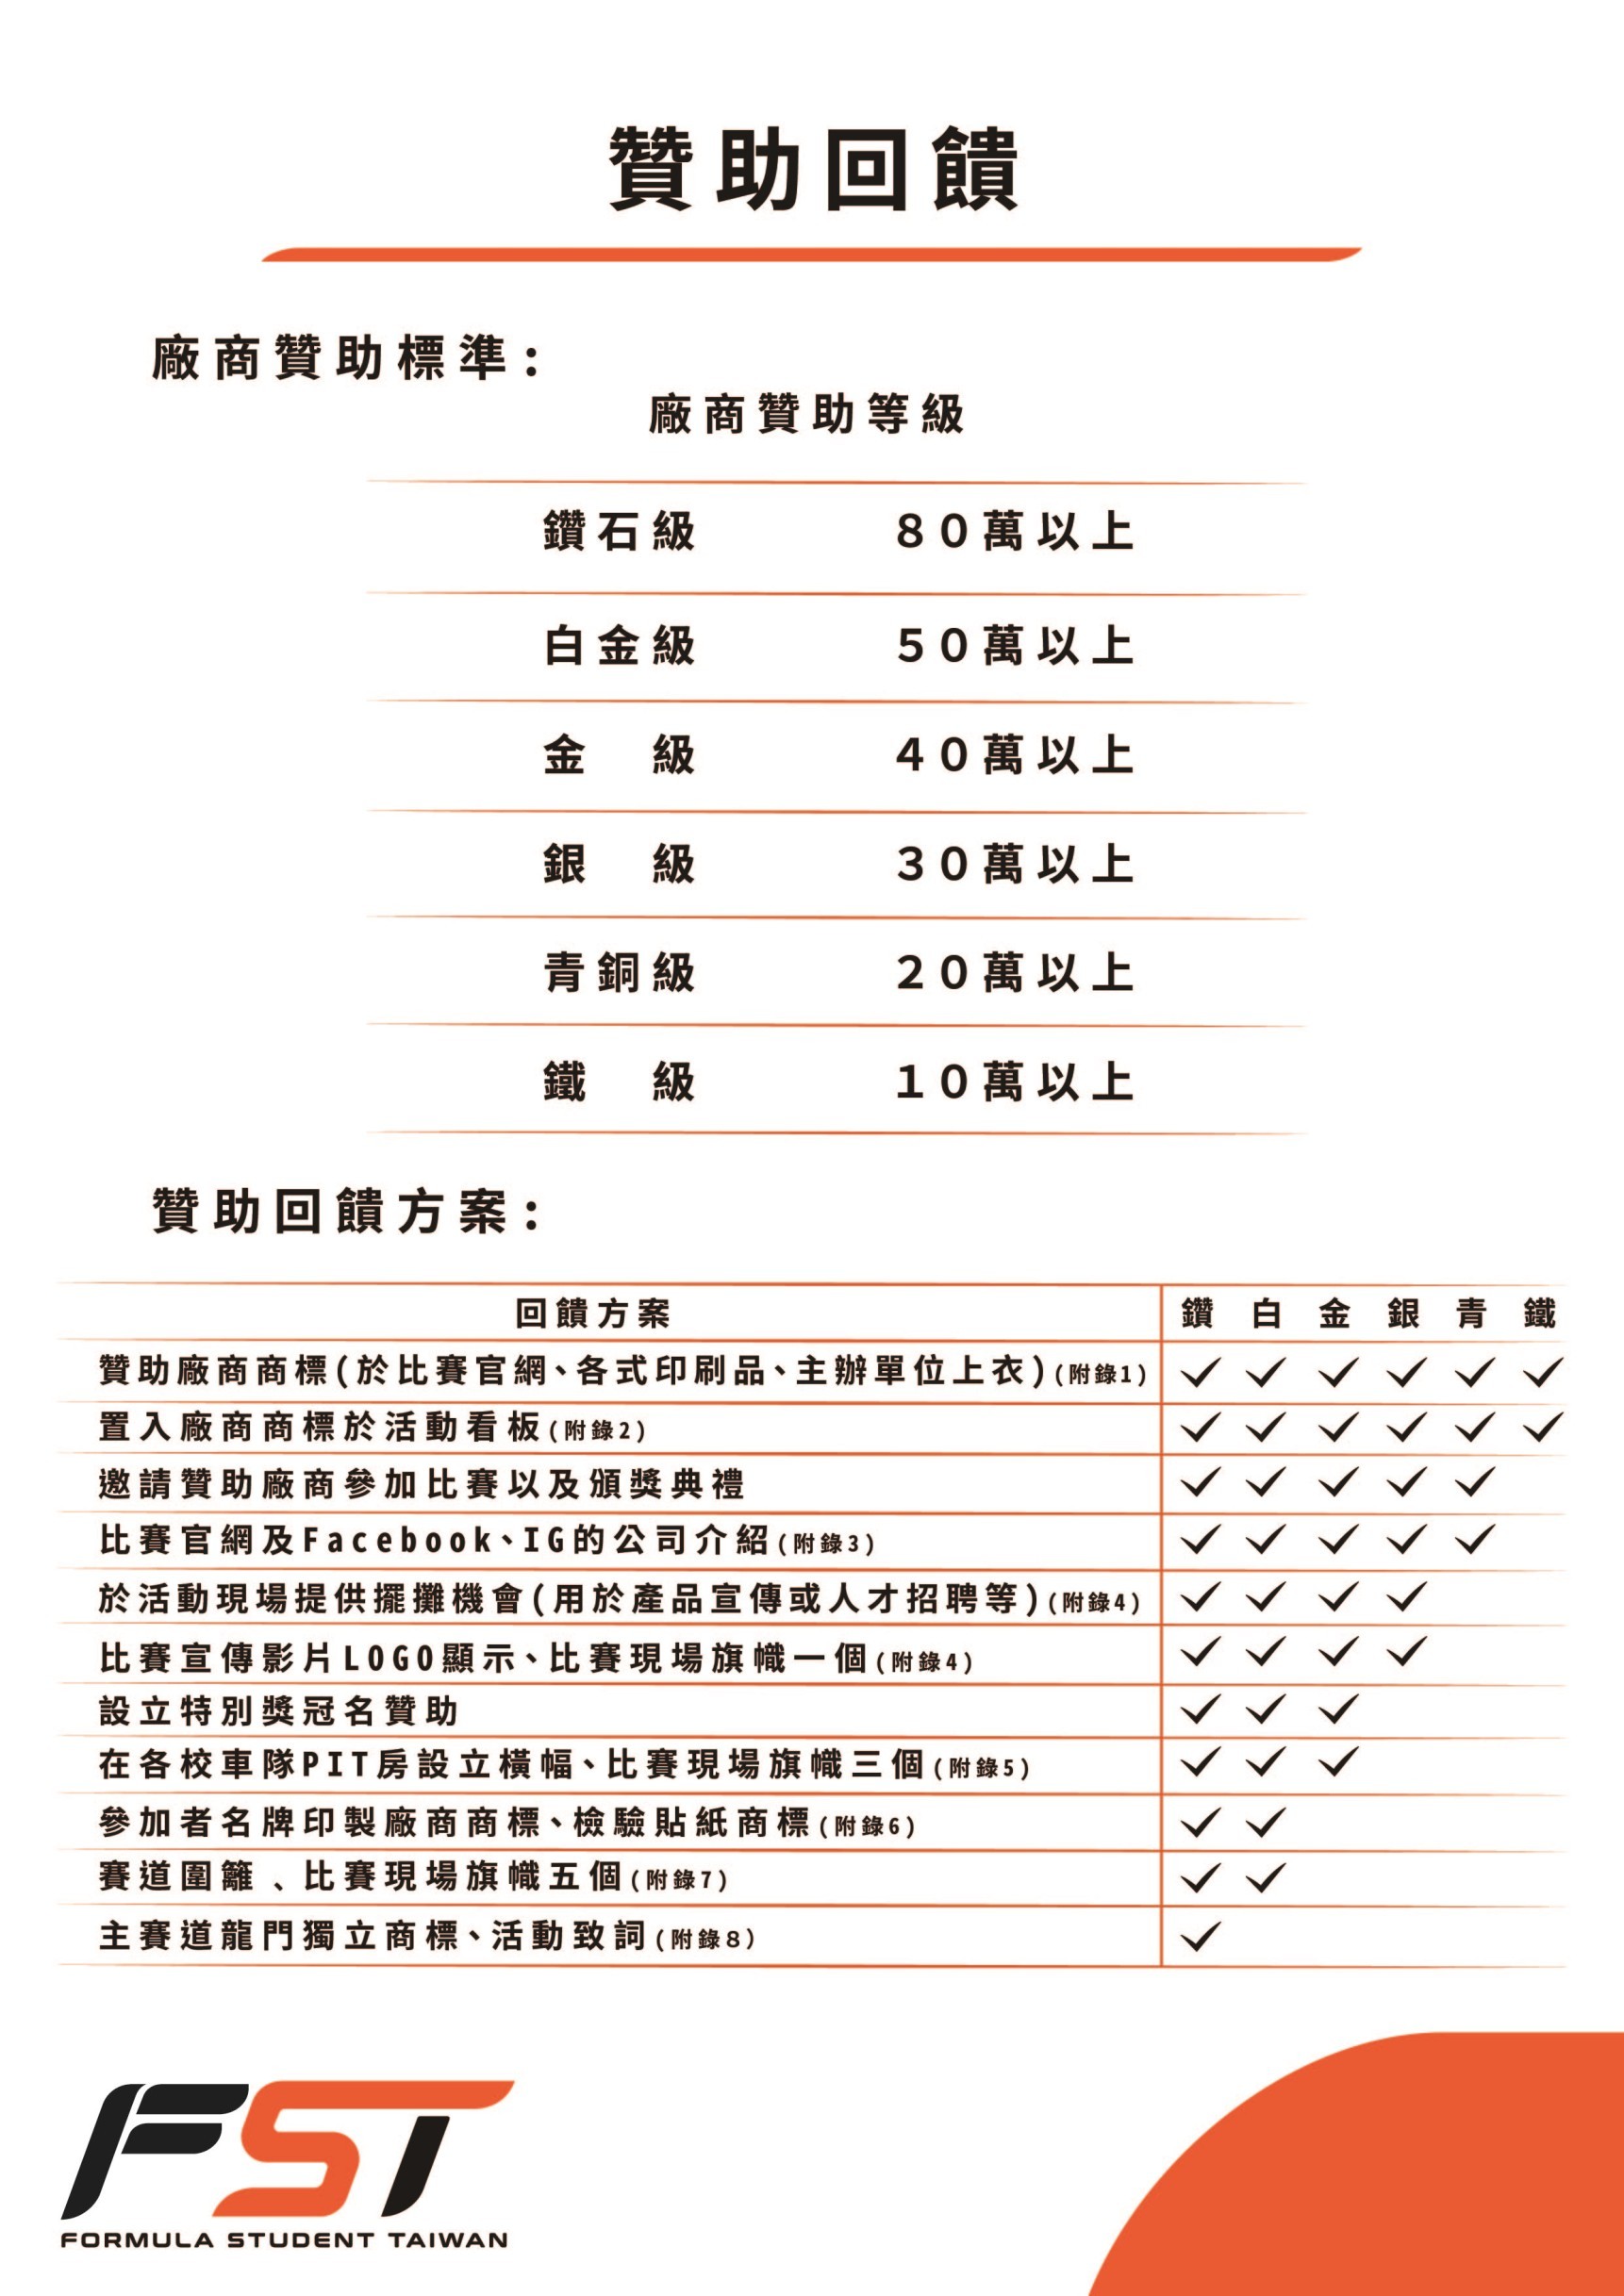 贊助回饋
廠商贊助標準:
廠商贊助等級
鑽石級 80萬以上
白金級 50萬以上
金 級 40萬以上
銀 級 30萬以上
青銅級 20萬以上
鐵 級 10萬以上
贊助回饋方案:
回饋方案 鑽 白 金 銀 青 鐵
贊助廠商商標(於比賽官網、各式印刷品、主辦單位上衣)(附錄1) ✓ ✓ ✓ ✓ ✓ ✓
置入廠商商標於活動看板(附錄2) ✓ ✓ ✓ ✓ ✓ ✓
邀請贊助廠商參加比賽以及頒獎典禮 ✓ ✓ ✓ ✓ ✓
比賽官網及Facebook、IG的公司介紹(附錄3) ✓ ✓ ✓ ✓ ✓
於活動現場提供擺攤機會(用於產品宣傳或人才招聘等)(附錄4) ✓ ✓ ✓ ✓
比賽宣傳影片LOGO顯示、比賽現場旗幟一個(附錄4) ✓ ✓ ✓ ✓
設立特別獎冠名贊助 ✓ ✓ ✓
在各校車隊PIT房設立橫幅、比賽現場旗幟三個(附錄5) ✓ ✓ ✓
參加者名牌印製廠商商標、檢驗貼紙商標(附錄6) ✓ ✓
賽道圍籬、比賽現場旗幟五個(附錄7) ✓ ✓
主賽道龍門獨立商標、活動致詞(附錄8) ✓
FST
FORMULA STUDENT TAIWAN